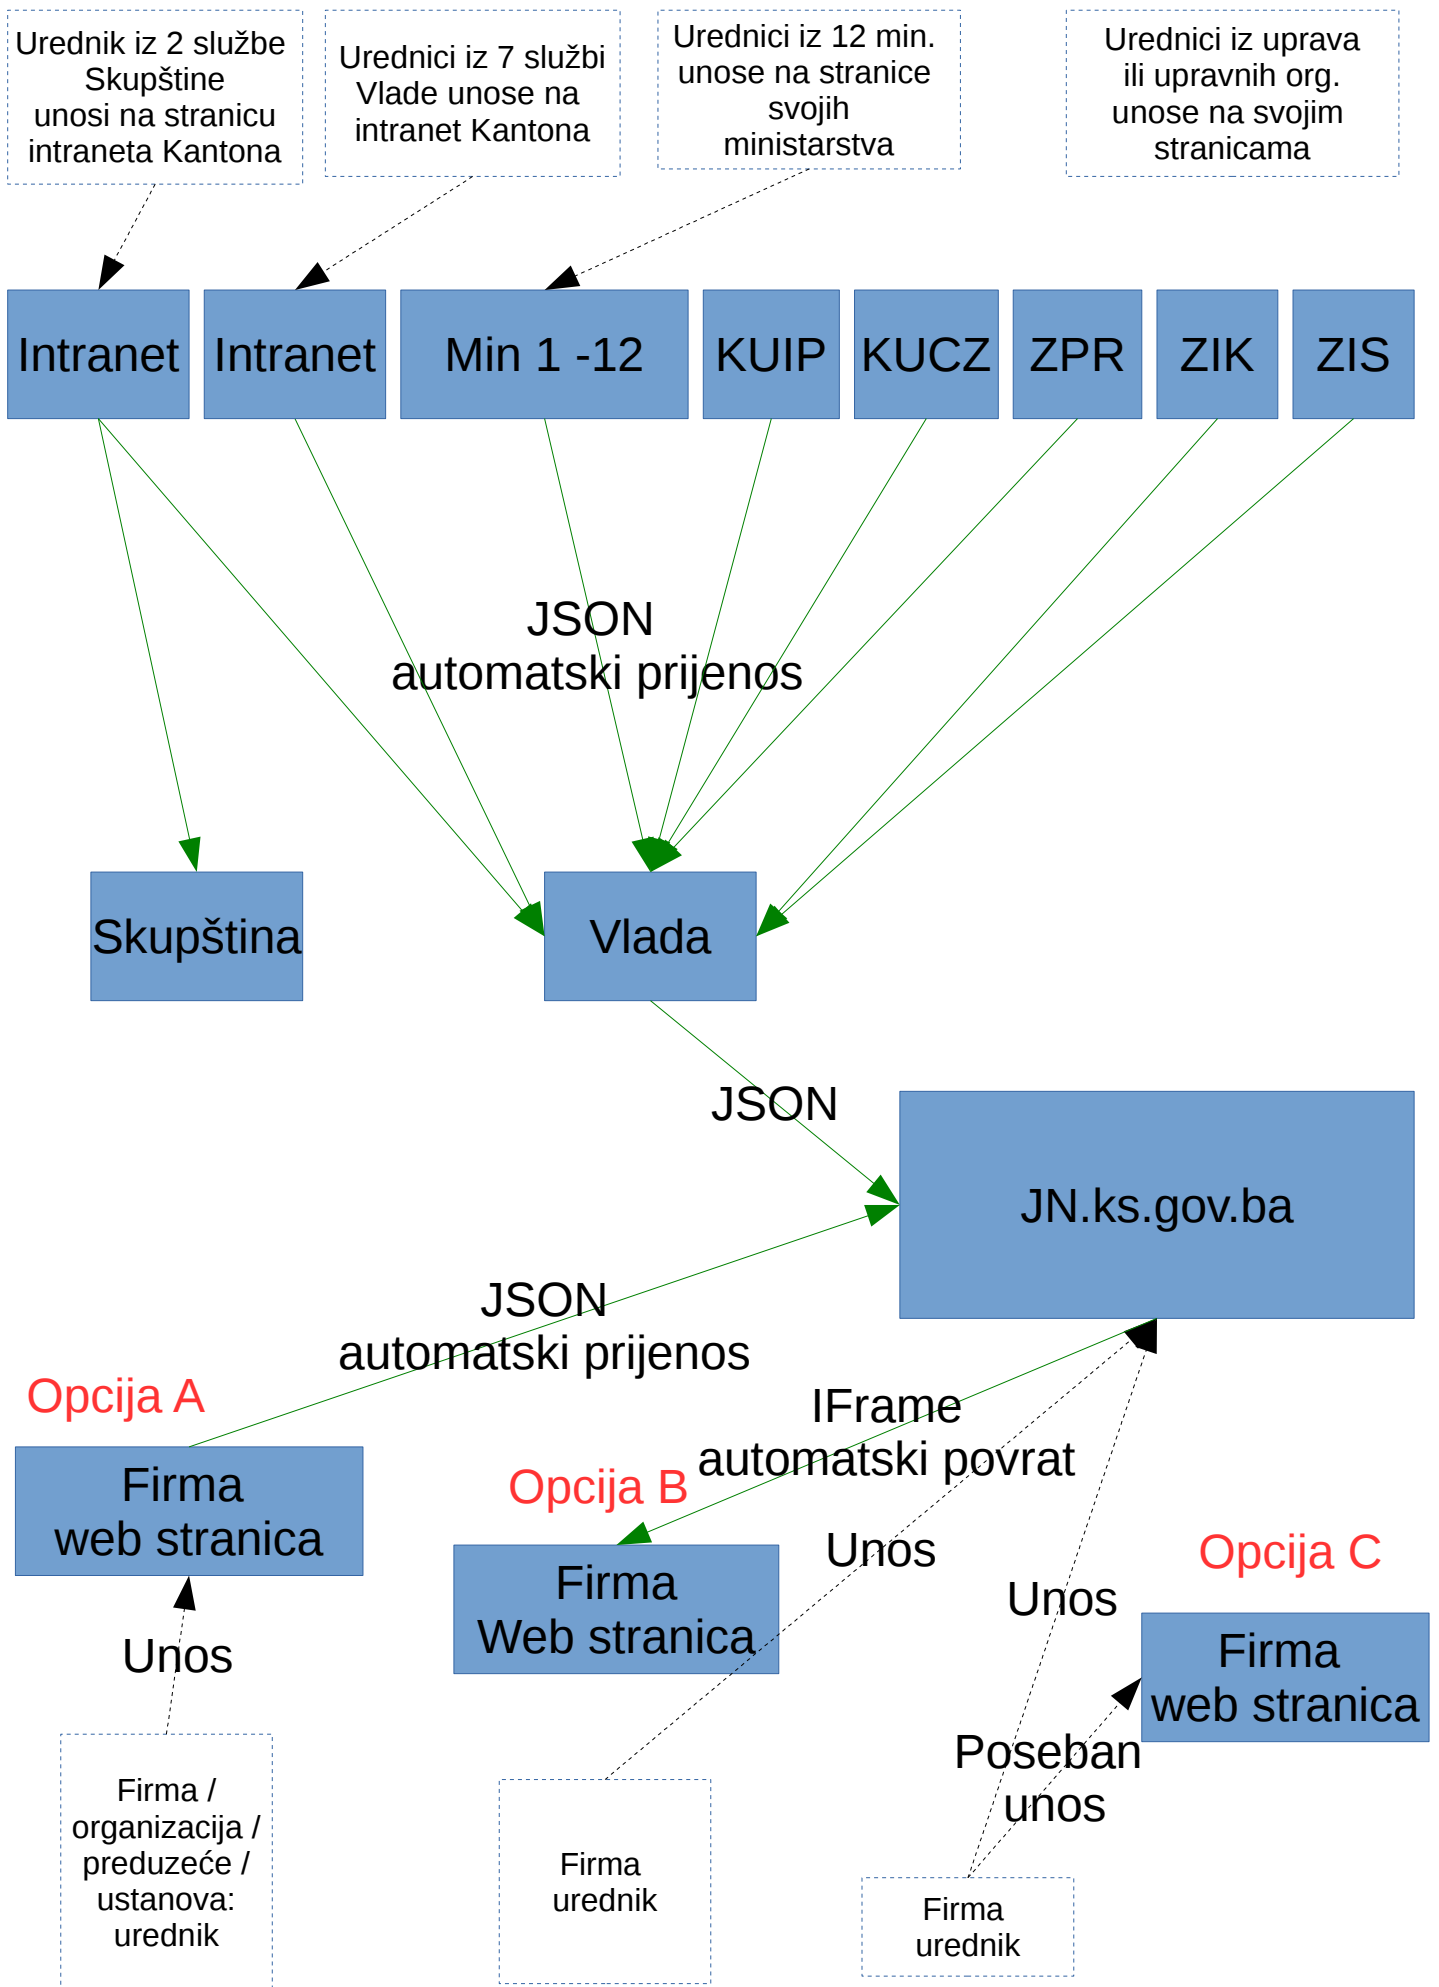 Urednik iz 2 službe
Skupštine
unosi na stranicu
intraneta Kantona
Urednici iz 7 službi
Vlade unose na
intranet Kantona
Urednici iz 12 min.
unose na stranice
svojih
ministarstva
Urednici iz uprava
ili upravnih org.
unose na svojim
stranicama
Intranet
Intranet
Min 1 -12
KUIP
KUCZ
ZPR
ZIK
ZIS
JSON
automatski prijenos
Skupština
Vlada
JSON
JN.ks.gov.ba
JSON
automatski prijenos
Opcija A
Firma
web stranica
IFrame
automatski povrat
Opcija B
Firma
Web stranica
Unos
Opcija C
Unos
Firma
web stranica
Unos
Poseban
unos
Firma /
organizacija /
preduzeće /
ustanova:
urednik
Firma
urednik
Firma
urednik